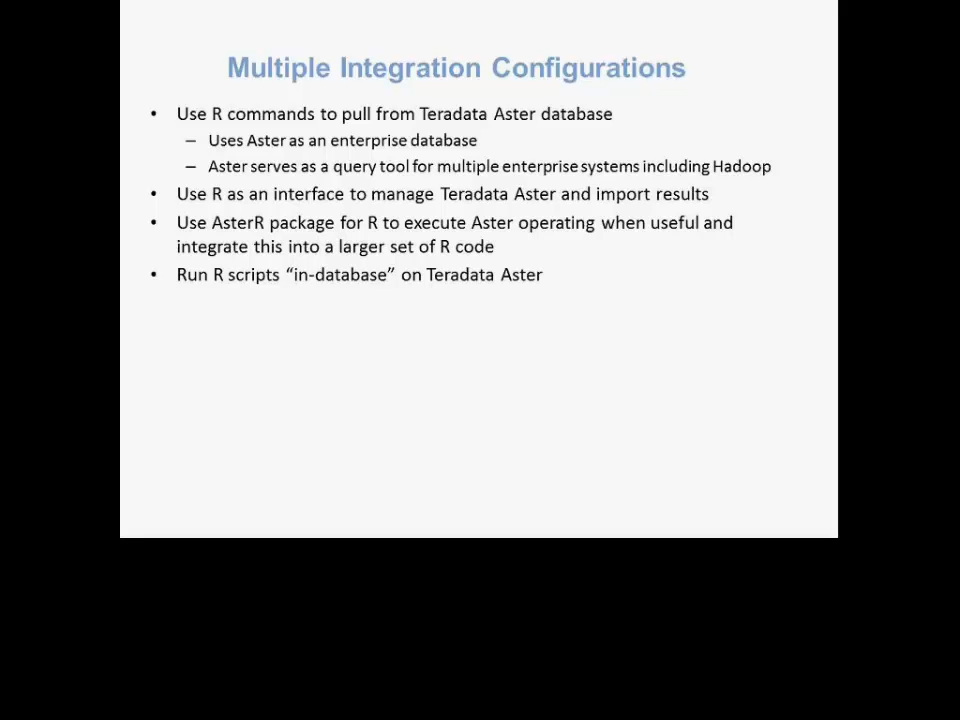 Multiple Integration Configurations
• Use R commands to pull from Teradata Aster database
– Uses Aster as an enterprise database
– Aster serves as a query tool for multiple enterprise systems including Hadoop
• Use R as an interface to manage Teradata Aster and import results
• Use AsterR package for R to execute Aster operating when useful and
integrate this into a larger set of R code
• Run R scripts “in-database” on Teradata Aster